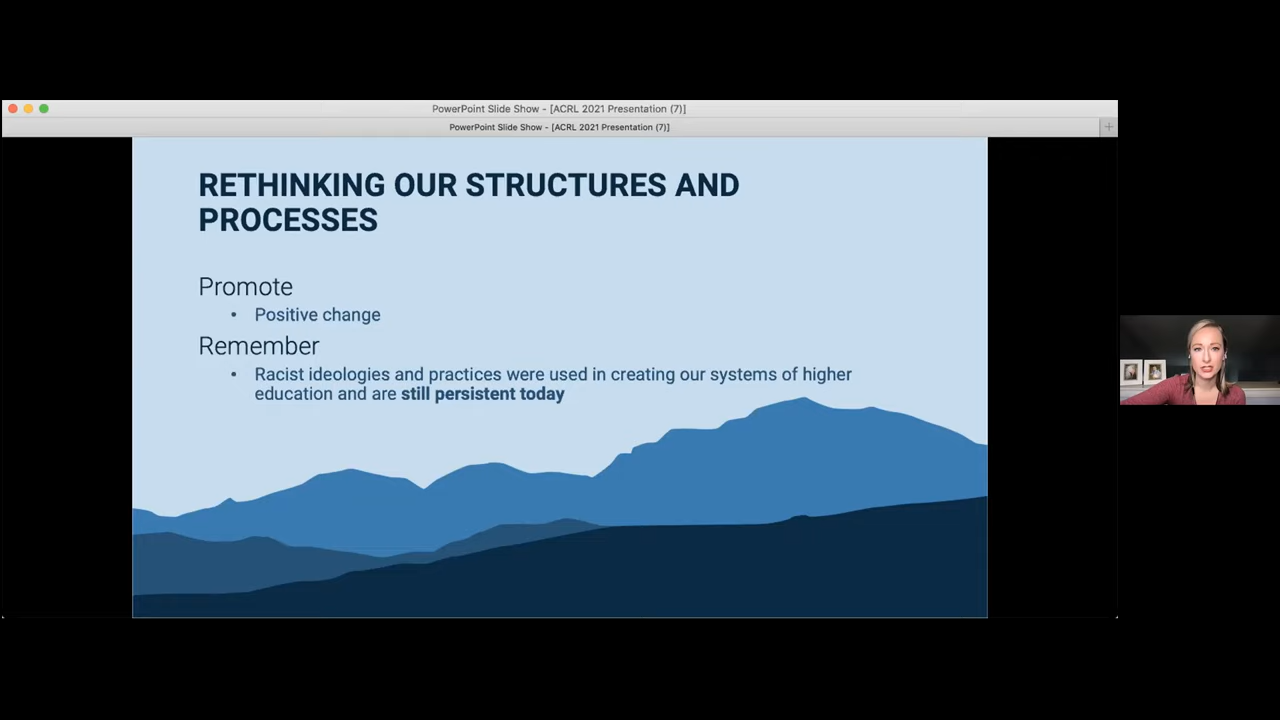 PowerPoint Slide Show - [ACRL 2021 Presentation (7)]
PowerPoint Slide Show - [ACRL 2021 Presentation (7)]
RETHINKING OUR STRUCTURES AND
PROCESSES
Promote
• Positive change
Remember
• Racist ideologies and practices were used in creating our systems of higher
education and are still persistent today